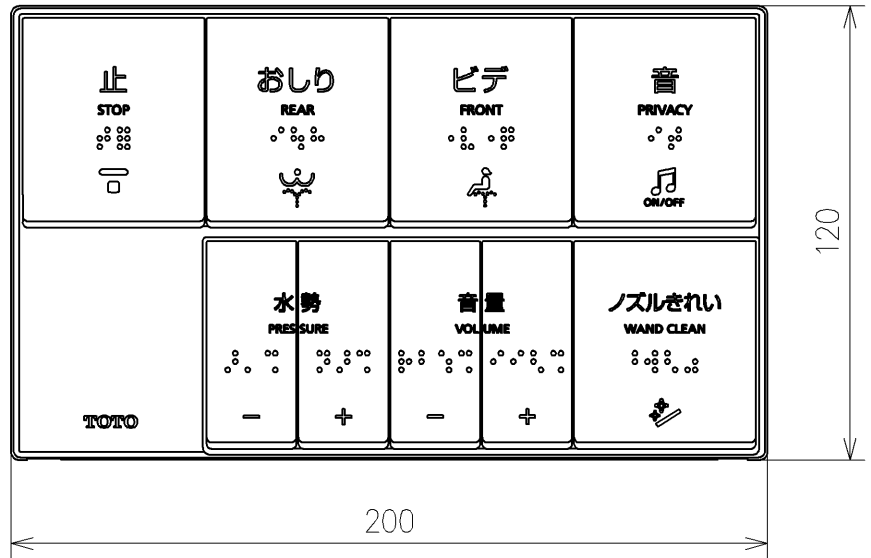 止 おしり ビデ 音
STOP REAR FRONT PRIVACY
ON/OFF
120
水勢 音量 ノズルきれい
PRESSURE VOLUME WAND CLEAN
− + − +
TOTO
200